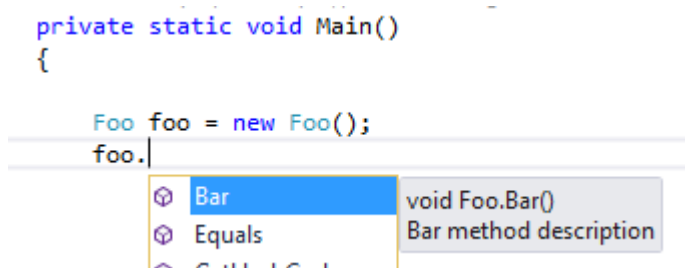 private static void Main()
{
Foo foo = new Foo();
foo.
Bar
void Foo.Bar()
Equals
Bar method description